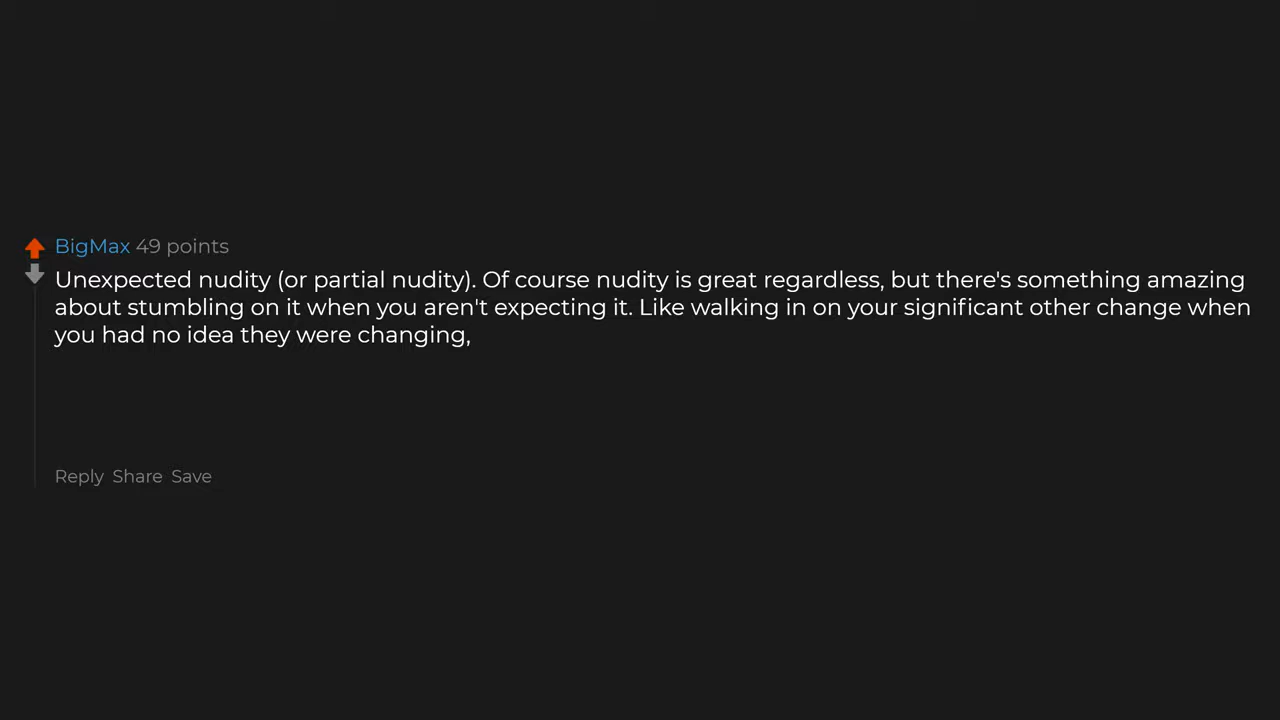 BigMax 49 points
Unexpected nudity (or partial nudity). Of course nudity is great regardless, but there's something amazing
about stumbling on it when you aren't expecting it. Like walking in on your significant other change when
you had no idea they were changing,
Reply Share Save